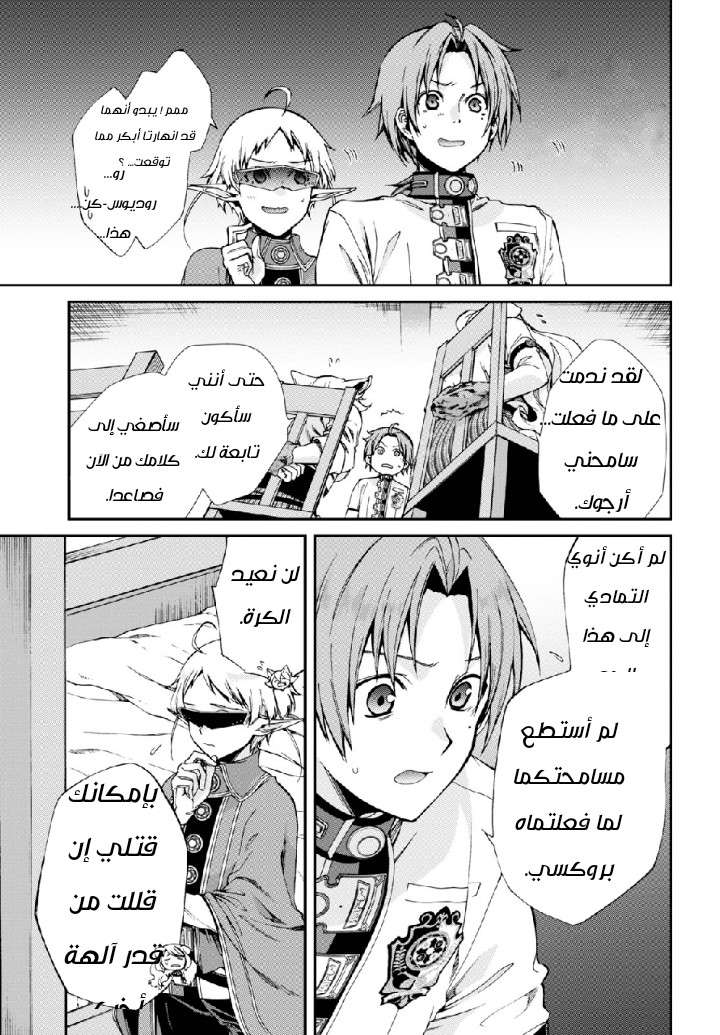 ممم ! يبدو أنهما
قد انهارتا أبكر مما
توقعت... ؟
رو...
روديوس-كن...
هذا...
لقد ندمت
على ما فعلت...
سامحني
أرجوك.
حتى أنني
سأكون
تابعة لك.
سأصغي إلى
كلامك من الآن
فصاعدا.
لم أكن أنوي
التمادي
إلى هذا
لم أستطع
مسامحتكما
لما فعلتماه
بروكسي.
لن نعيد
الكرة.
بإمكانك
قتلي إن
قللت من
قدر آلهة